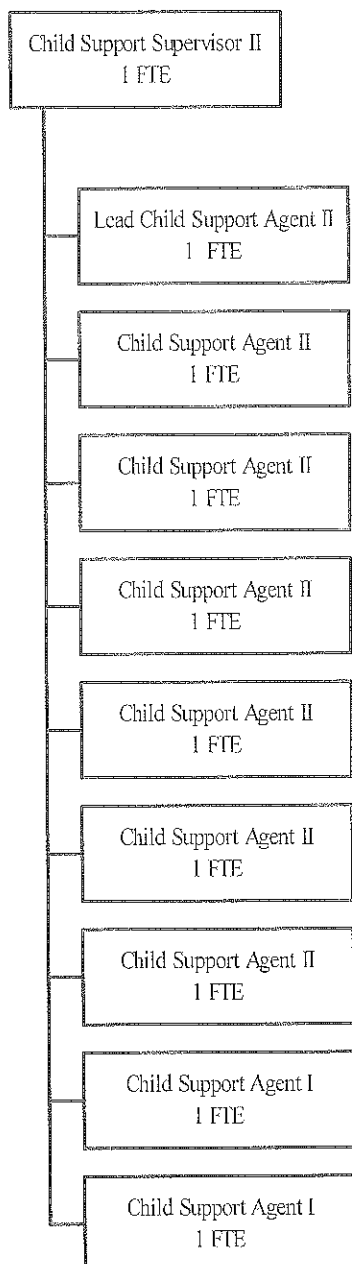 Child Support Supervisor II
1 FTE
Lead Child Support Agent II
1 FTE
Child Support Agent II
1 FTE
Child Support Agent II
1 FTE
Child Support Agent II
1 FTE
Child Support Agent II
1 FTE
Child Support Agent II
1 FTE
Child Support Agent II
1 FTE
Child Support Agent I
1 FTE
Child Support Agent I
1 FTE